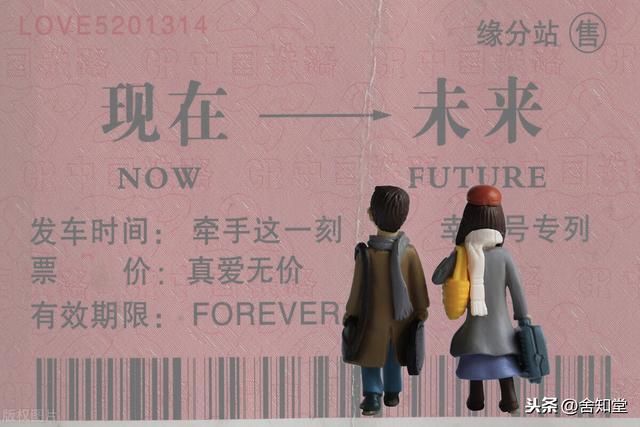 LOVE5201314
缘分站 售
现在 → 未来
NOW FUTURE
发车时间： 牵手这一刻
幸 号专列
票 价：真爱无价
有效期限： FOREVER
版权图片
头条 @舍知堂